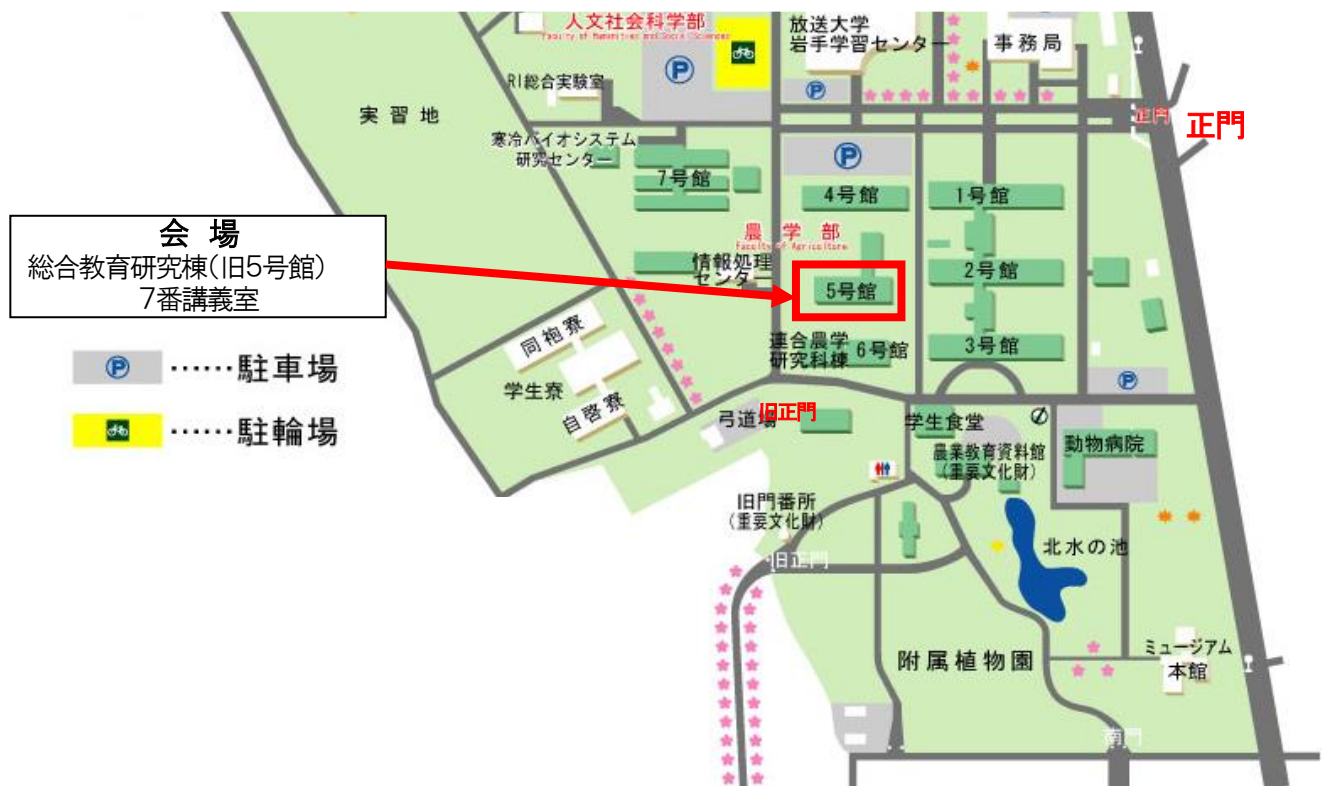 人文社会科学部
Faculty of Humanities and Social Sciences
放送大学
岩手学習センター
事務局
P
RI総合実験室
P
実習地
正門
正門
寒冷バイオシステム
研究センター
P
7号館
4号館
1号館
会場
総合教育研究棟(旧5号館)
7番講義室
農学部
Faculty of Agriculture
情報処理
センター
5号館
2号館
同袍寮
連合農学
研究科棟
6号館
3号館
P ……駐車場
学生寮
P
自啓寮
弓道場
旧正門
学生食堂
……駐輪場
農業教育資料館
(重要文化財)
動物病院
旧門番所
(重要文化財)
旧正門
北水の池
附属植物園
ミュージアム
本館
南門